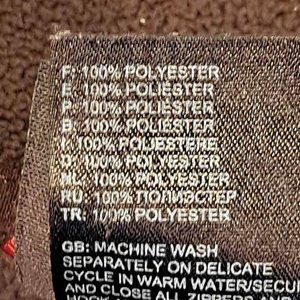 F: 100% POLYESTER
E: 100% POLIESTER
P: 100% POLIESTER
B: 100% POLYESTER
I: 100% POLIESTERE
D: 100% POLYESTER
NL: 100% POLYESTER
RU: 100% ПОЛИЭСТЕР
TR: 100% POLYESTER
GB: MACHINE WASH
SEPARATELY ON DELICATE
CYCLE IN WARM WATER/SECU
AND CLOSE ALL ZIPPERS AND